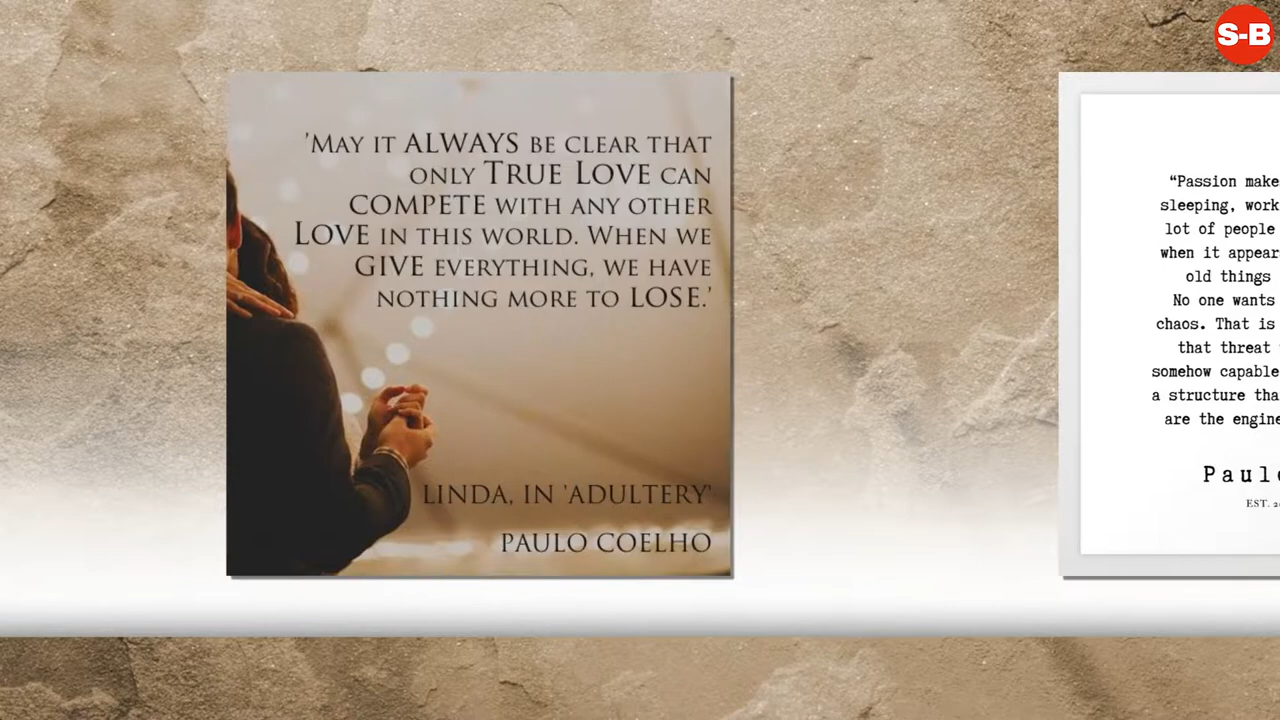 S-B
'MAY IT ALWAYS BE CLEAR THAT
ONLY TRUE LOVE CAN
COMPETE WITH ANY OTHER
LOVE IN THIS WORLD. WHEN WE
GIVE EVERYTHING, WE HAVE
NOTHING MORE TO LOSE.'
LINDA, IN 'ADULTERY'
PAULO COELHO
“Passion make
sleeping, work
lot of people
when it appear
old things
No one wants
chaos. That is
that threat
somehow capable
a structure tha
are the engine
Paul
EST.